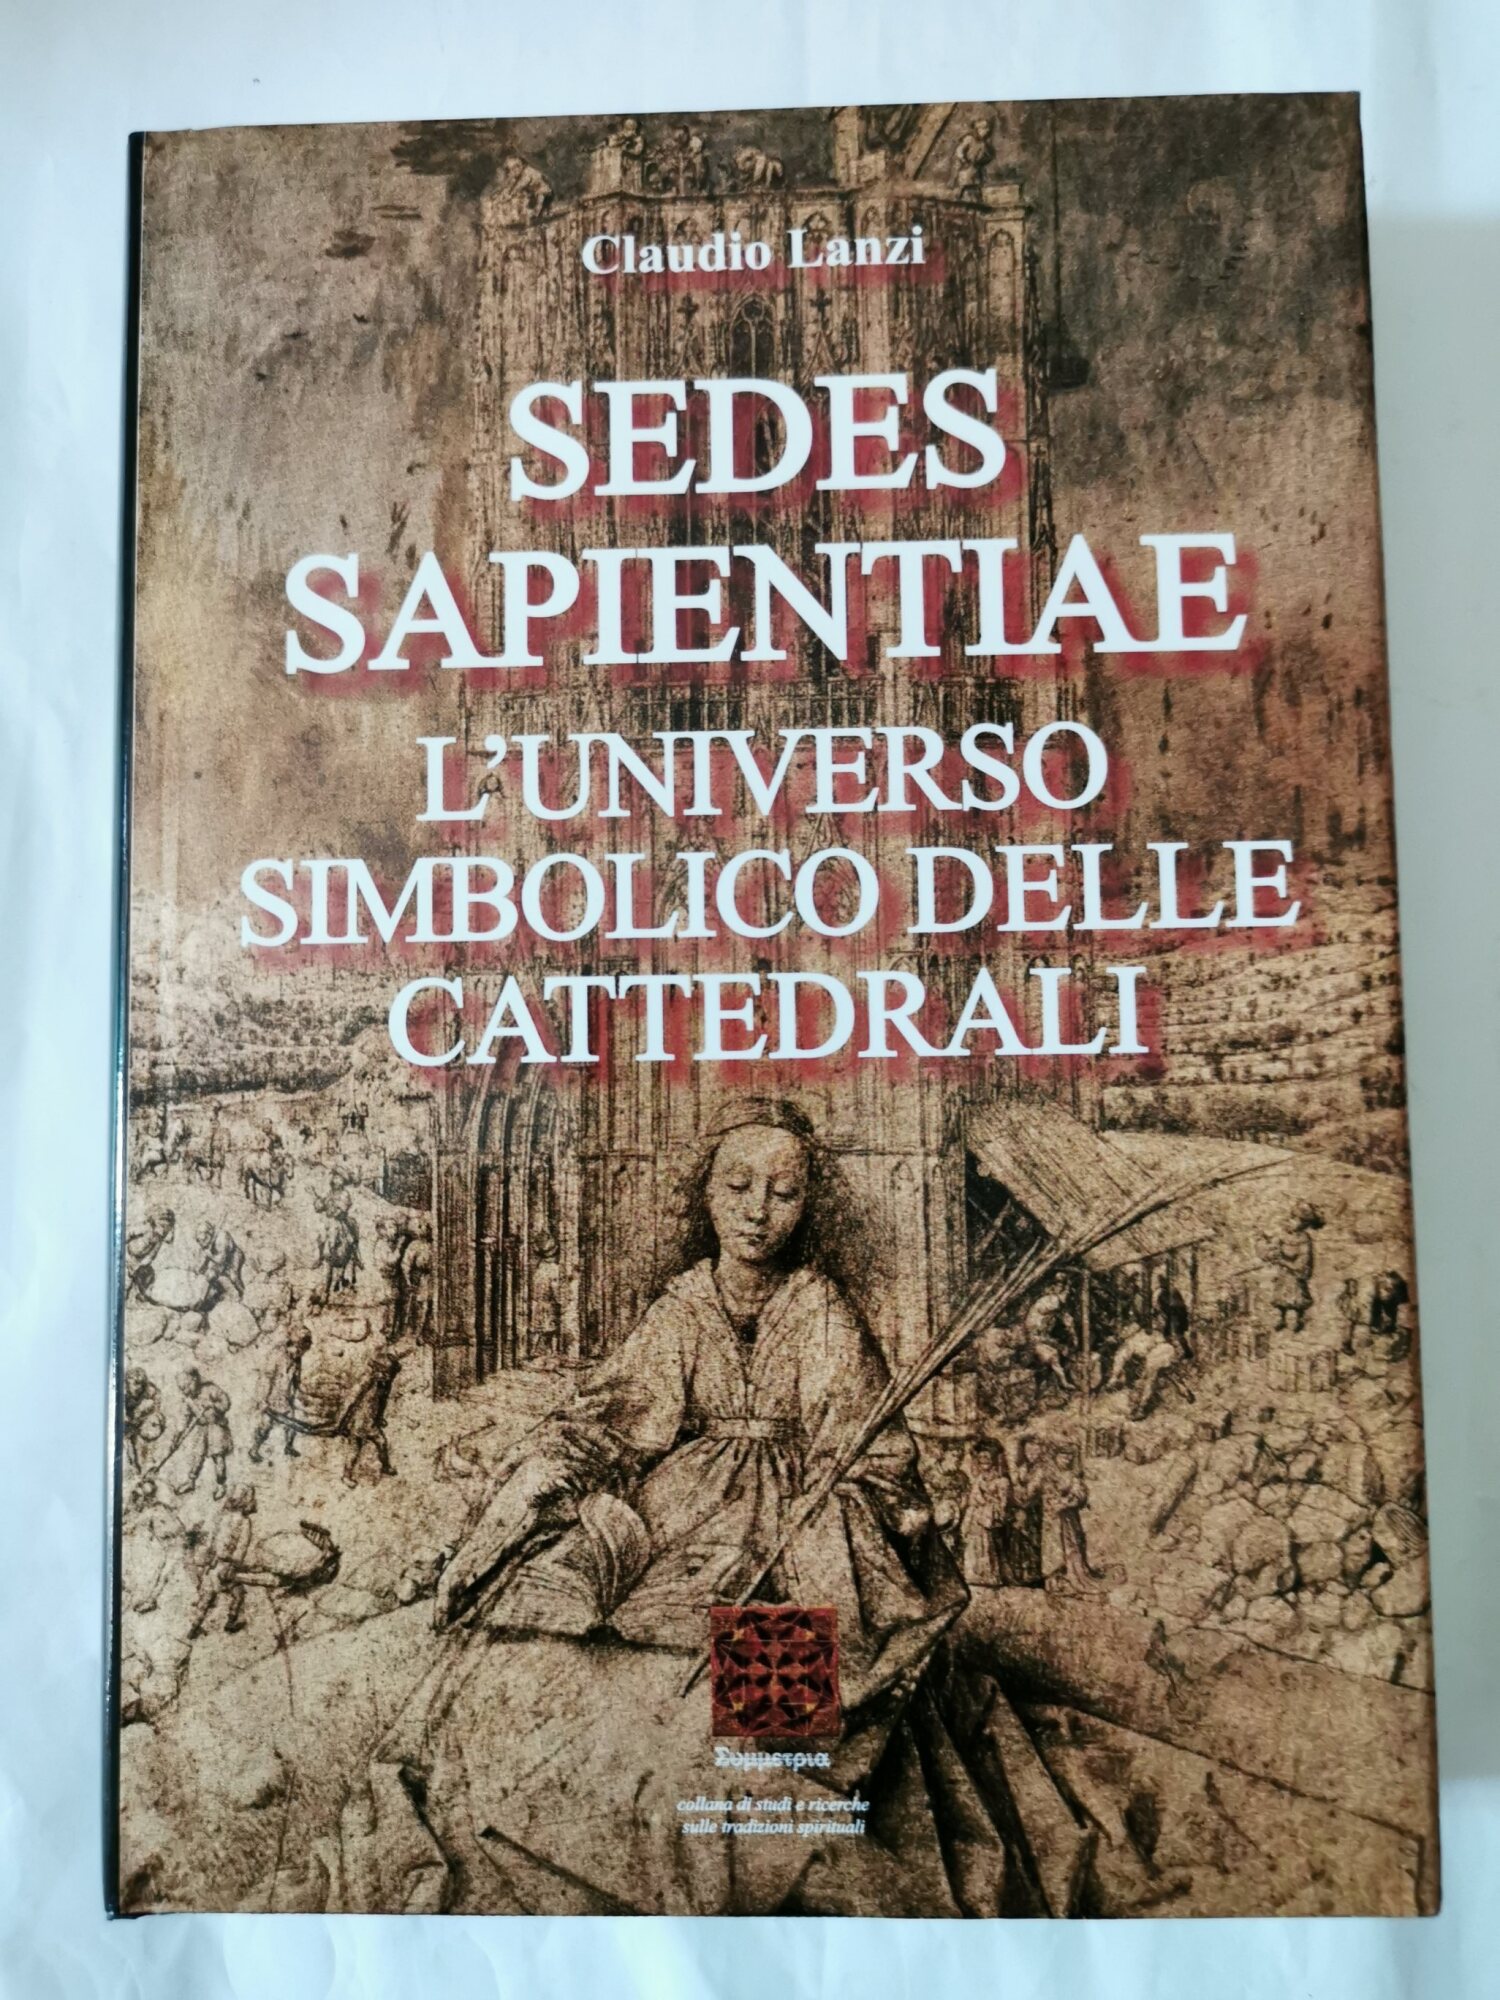 Claudio Lanzi
SEDES
SAPIENTIAE
L'UNIVERSO
SIMBOLICO DELLE
CATTEDRALI
Συμμετρια
collana di studi e ricerche
sulle tradizioni spirituali